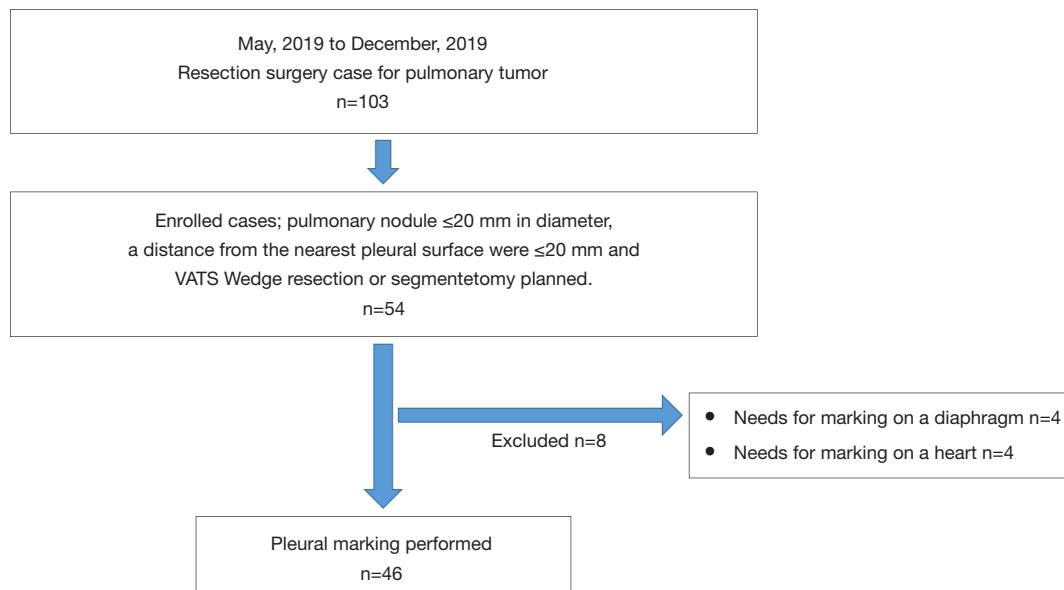 May, 2019 to December, 2019
Resection surgery case for pulmonary tumor
n=103
Enrolled cases; pulmonary nodule ≤20 mm in diameter,
a distance from the nearest pleural surface were ≤20 mm and
VATS Wedge resection or segmentetomy planned.
n=54
Excluded n=8
● Needs for marking on a diaphragm n=4
● Needs for marking on a heart n=4
Pleural marking performed
n=46